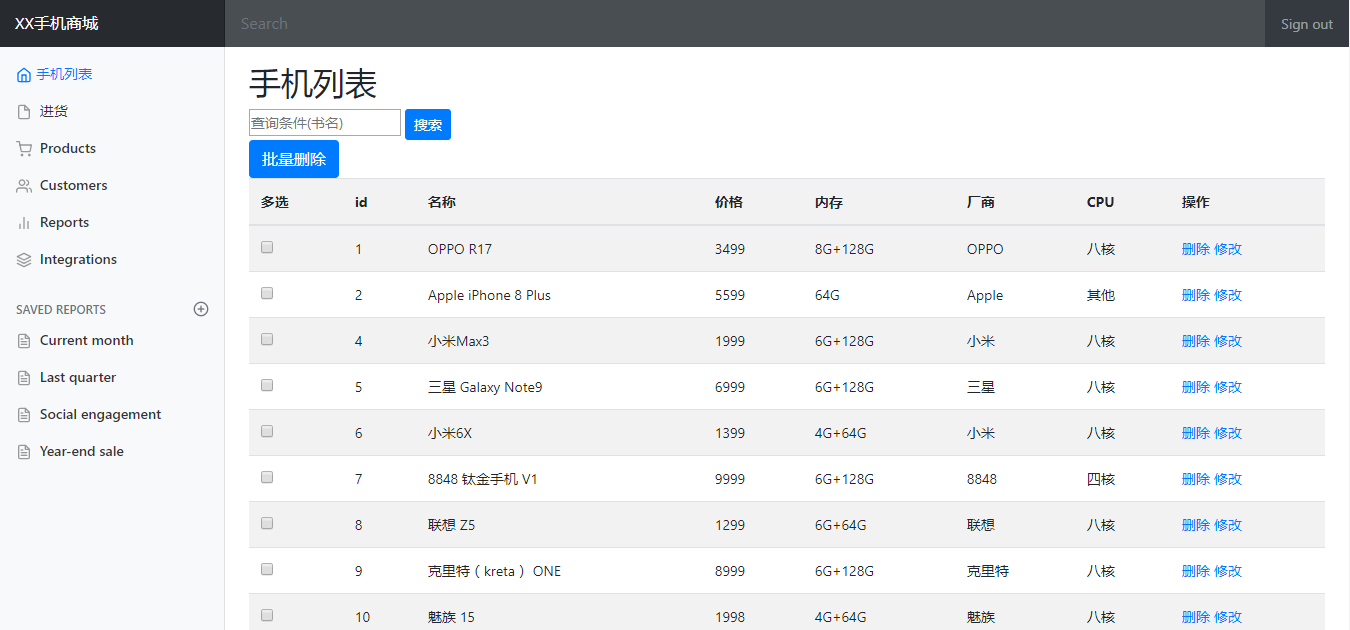 XX手机商城 Search Sign out
手机列表
进货
Products
Customers
Reports
Integrations
SAVED REPORTS
Current month
Last quarter
Social engagement
Year-end sale
手机列表
查询条件(书名) 搜索
批量删除
多选 id 名称 价格 内存 厂商 CPU 操作
1 OPPO R17 3499 8G+128G OPPO 八核 删除 修改
2 Apple iPhone 8 Plus 5599 64G Apple 其他 删除 修改
4 小米Max3 1999 6G+128G 小米 八核 删除 修改
5 三星 Galaxy Note9 6999 6G+128G 三星 八核 删除 修改
6 小米6X 1399 4G+64G 小米 八核 删除 修改
7 8848 钛金手机 V1 9999 6G+128G 8848 四核 删除 修改
8 联想 Z5 1299 6G+64G 联想 八核 删除 修改
9 克里特（kreta） ONE 8999 6G+128G 克里特 八核 删除 修改
10 魅族 15 1998 4G+64G 魅族 八核 删除 修改